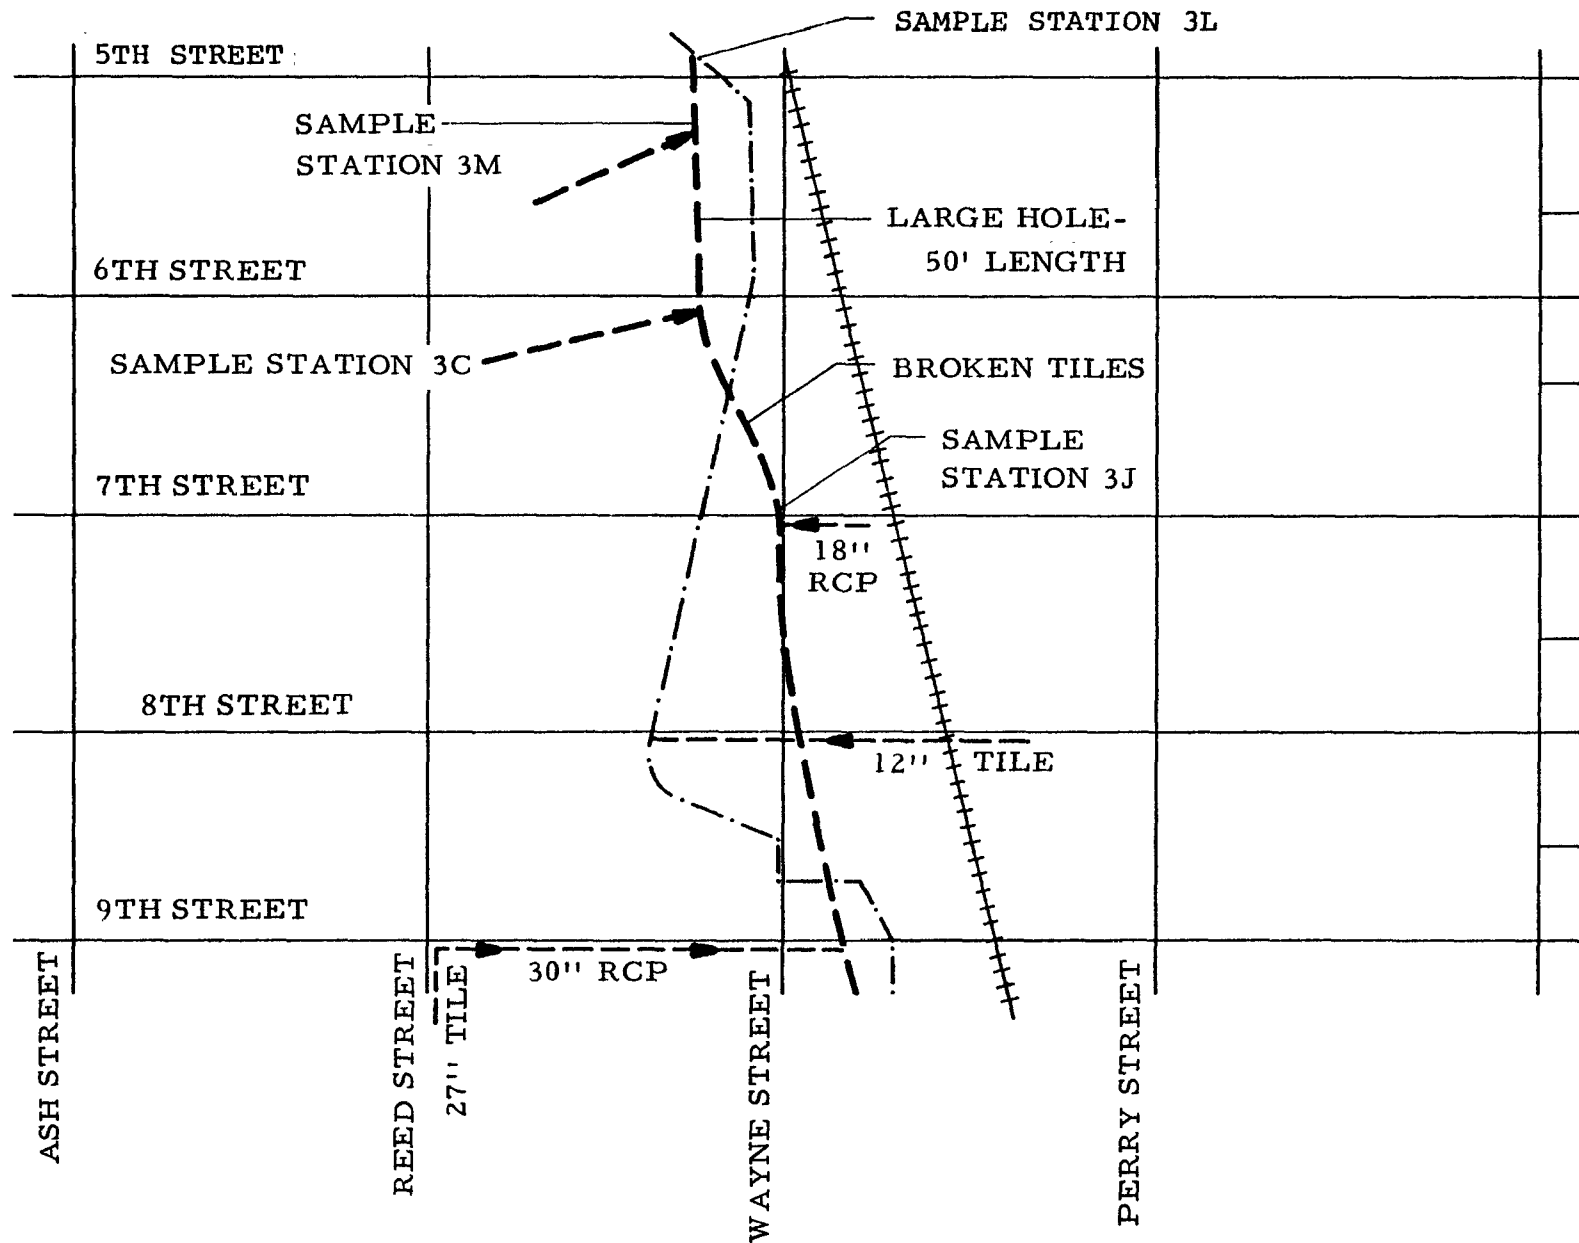 SAMPLE STATION 3L
5TH STREET
SAMPLE
STATION 3M
LARGE HOLE-
50' LENGTH
6TH STREET
SAMPLE STATION 3C
BROKEN TILES
SAMPLE
STATION 3J
7TH STREET
18"
RCP
8TH STREET
12" TILE
9TH STREET
30" RCP
27" TILE
ASH STREET
REED STREET
WAYNE STREET
PERRY STREET